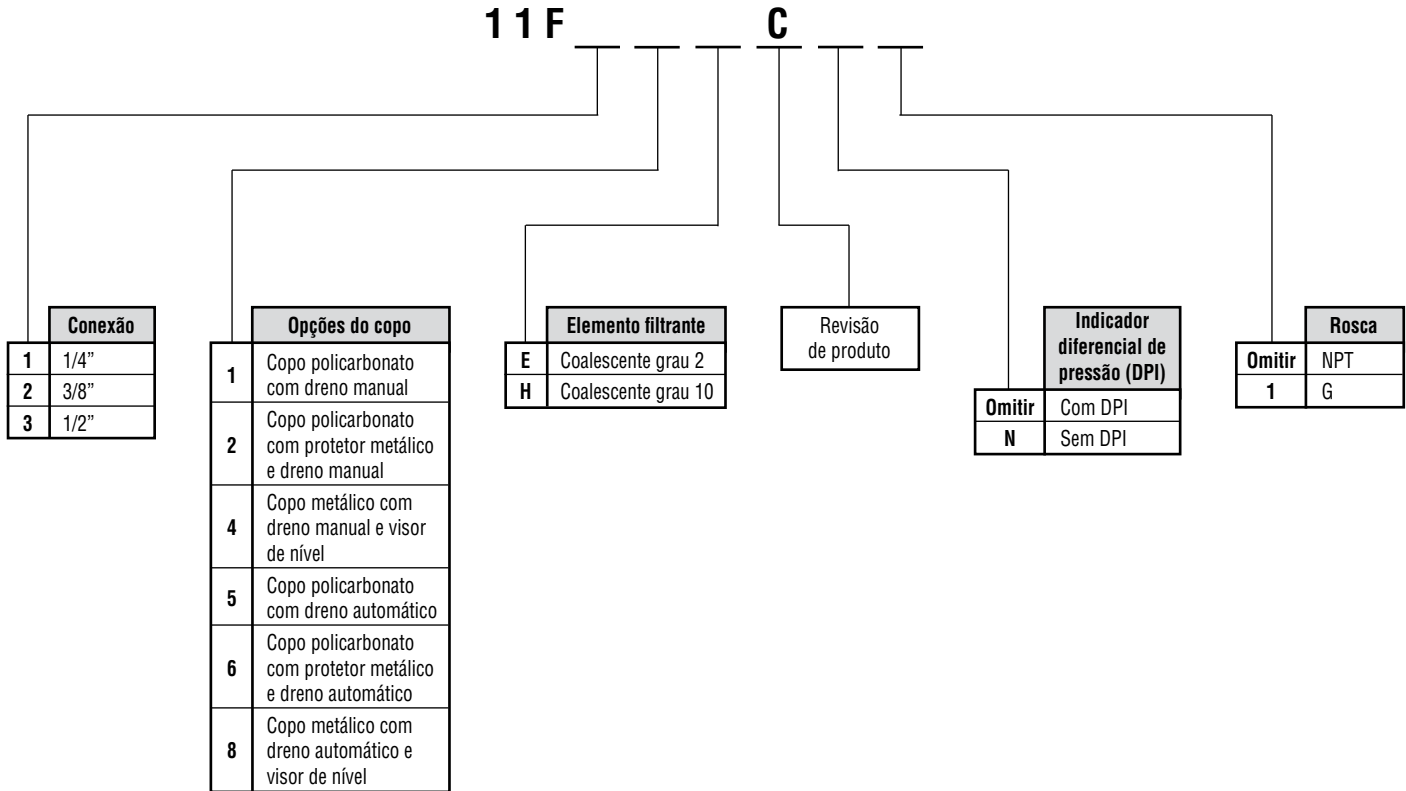 11F C
Conexão
1 1/4”
2 3/8”
3 1/2”
Opções do copo
1 Copo policarbonato
com dreno manual
2 Copo policarbonato
com protetor metálico
e dreno manual
4 Copo metálico com
dreno manual e visor
de nível
5 Copo policarbonato
com dreno automático
6 Copo policarbonato
com protetor metálico
e dreno automático
8 Copo metálico com
dreno automático e
visor de nível
Elemento filtrante
E Coalescente grau 2
H Coalescente grau 10
Revisão
de produto
Indicador
diferencial de
pressão (DPI)
Omitir Com DPI
N Sem DPI
Rosca
Omitir NPT
1 G